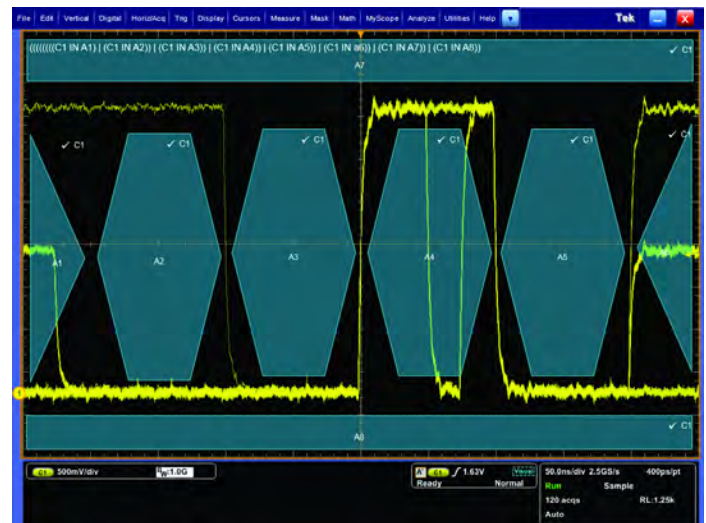 File Edit Vertical Digital Horiz/Acq Trig Display Cursors Measure Mask Math MyScope Analyze Utilities Help Tek
(((((((((C1 IN A1) | (C1 IN A2)) | (C1 IN A3)) | (C1 IN A4)) | (C1 IN A5)) | (C1 IN a6)) | (C1 IN A7)) | (C1 IN A8)) ✓ C1
A7
✓ C1 ✓ C1 ✓ C1 ✓ C1 ✓ C1 ✓ C1
A1 A2 A3 A4 A5
✓ C1
A8
C1 500mV/div BW:1.0G
A' C1 1.63V Visual
Ready Normal
50.0ns/div 2.5GS/s 400ps/pt
Run Sample
120 acqs RL:1.25k
Auto